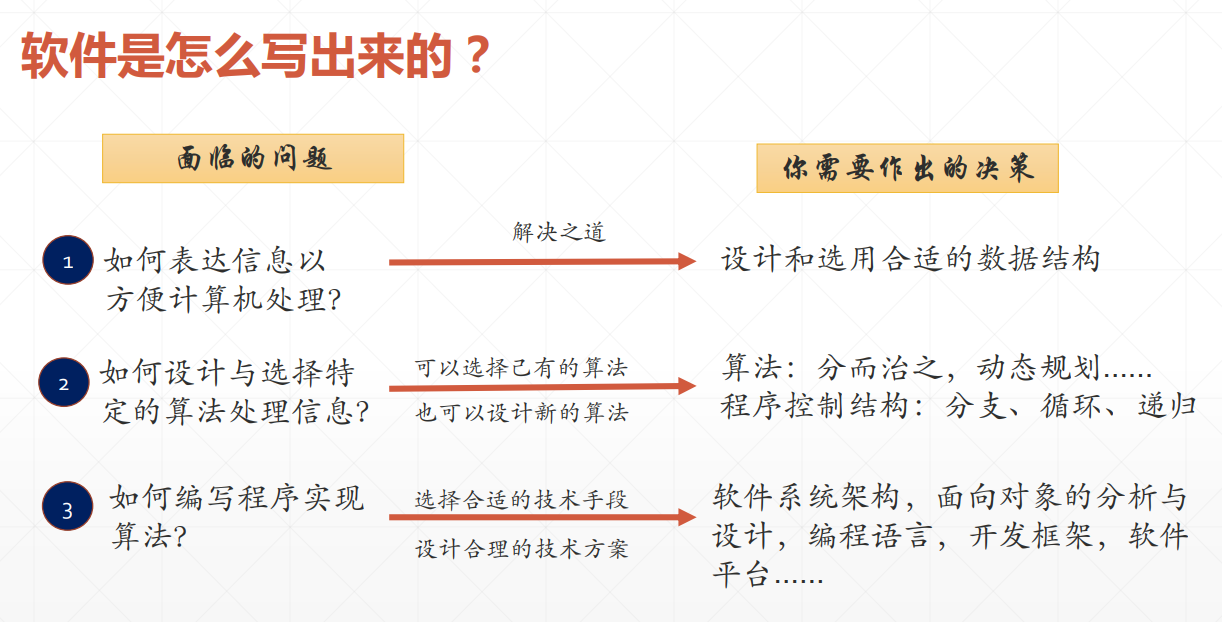 软件是怎么写出来的？
面临的问题
你需要作出的决策
1
如何表达信息以
方便计算机处理?
解决之道
设计和选用合适的数据结构
2
如何设计与选择特
定的算法处理信息?
可以选择已有的算法
也可以设计新的算法
算法：分而治之，动态规划......
程序控制结构：分支、循环、递归
3
如何编写程序实现
算法?
选择合适的技术手段
设计合理的技术方案
软件系统架构，面向对象的分析与
设计，编程语言，开发框架，软件
平台......